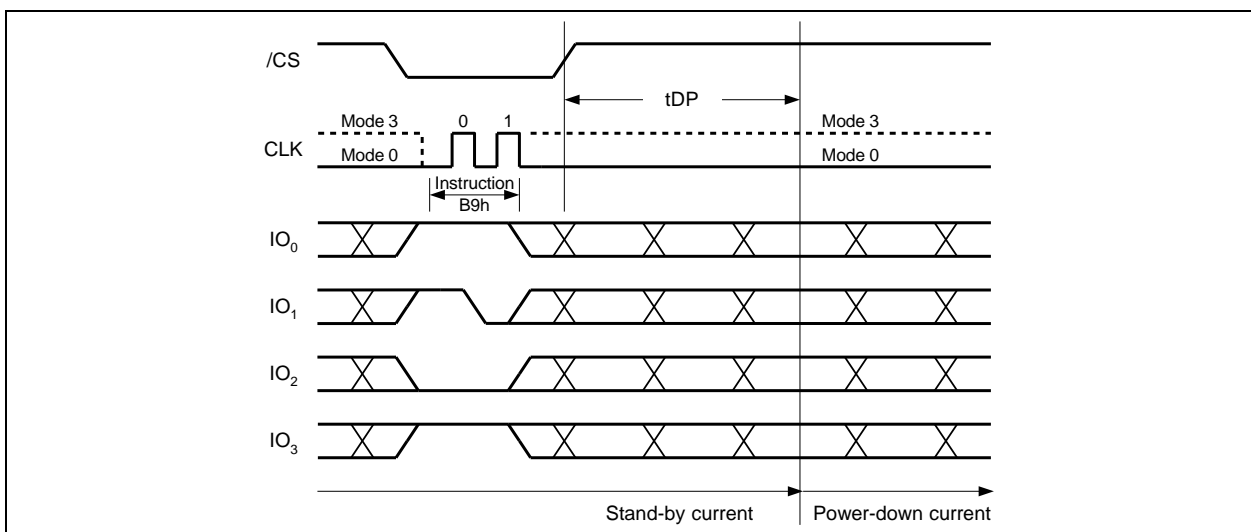 /CS
tDP
Mode 3 0 1 Mode 3
CLK
Mode 0 Mode 0
Instruction
B9h
IO0
IO1
IO2
IO3
Stand-by current Power-down current